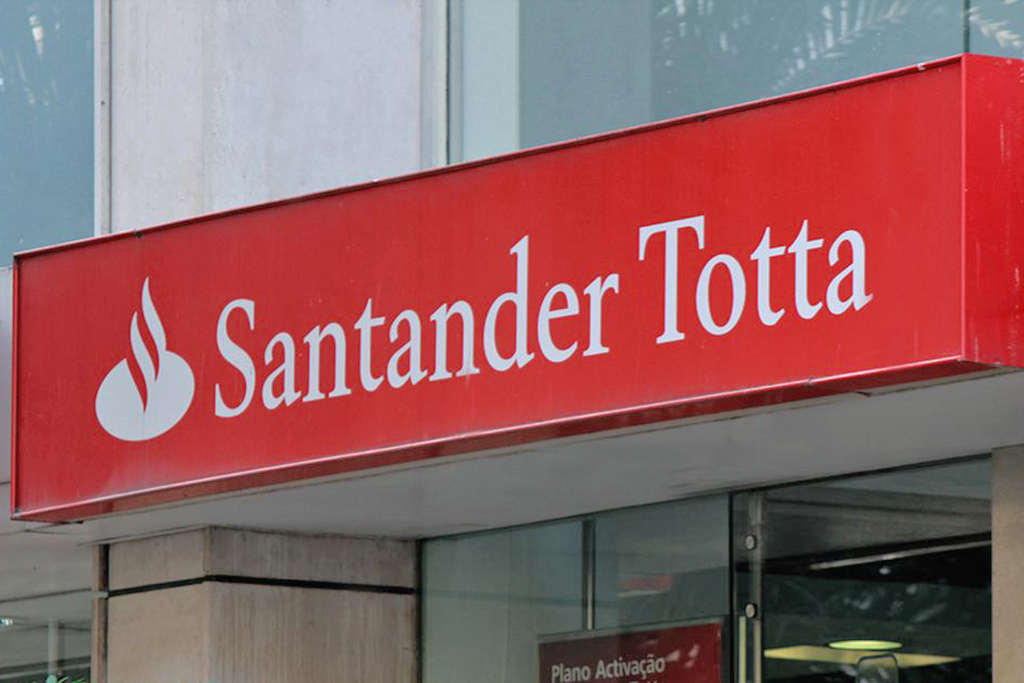 Santander Totta
Plano Activação